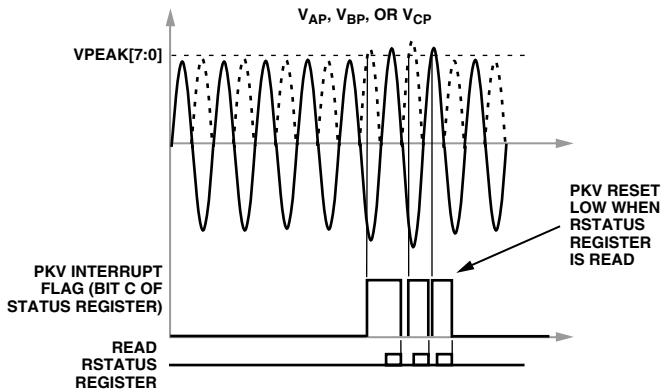 V_AP, V_BP, OR V_CP
VPEAK[7:0]
PKV RESET
LOW WHEN
RSTATUS
REGISTER
IS READ
PKV INTERRUPT
FLAG (BIT C OF
STATUS REGISTER)
READ
RSTATUS
REGISTER